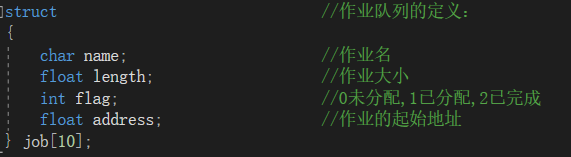 struct //作业队列的定义：
{
char name; //作业名
float length; //作业大小
int flag; //0未分配,1已分配,2已完成
float address; //作业的起始地址
} job[10];